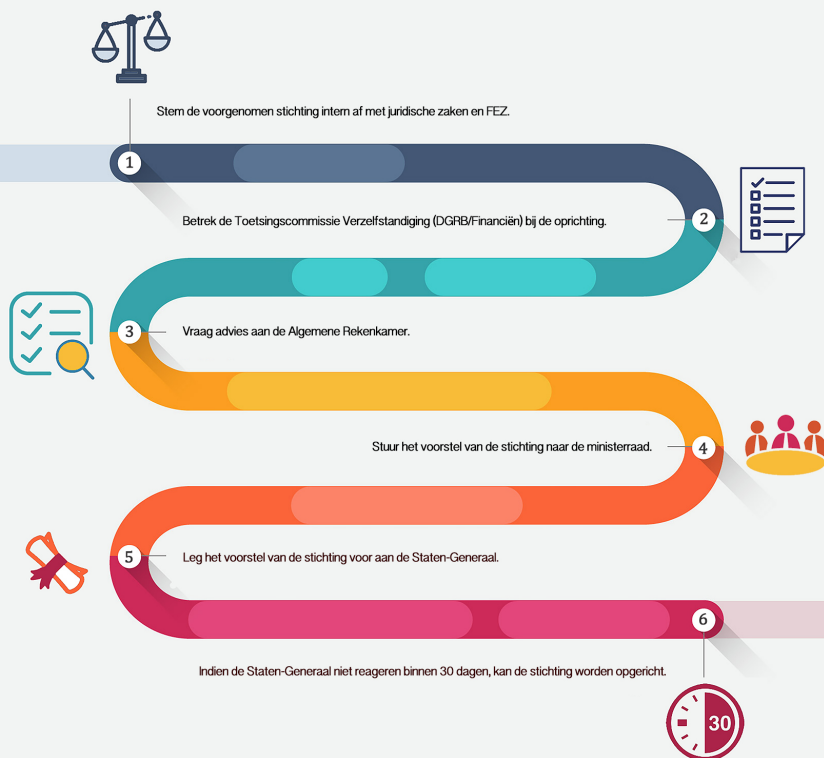 Stem de voorgenomen stichting intern af met juridische zaken en FEZ.
1
Betrek de Toetsingscommissie Verzelfstandiging (DGRB/Financiën) bij de oprichting.
2
3
Vraag advies aan de Algemene Rekenkamer.
Stuur het voorstel van de stichting naar de ministerraad.
4
5
Leg het voorstel van de stichting voor aan de Staten-Generaal.
6
Indien de Staten-Generaal niet reageren binnen 30 dagen, kan de stichting worden opgericht.
30